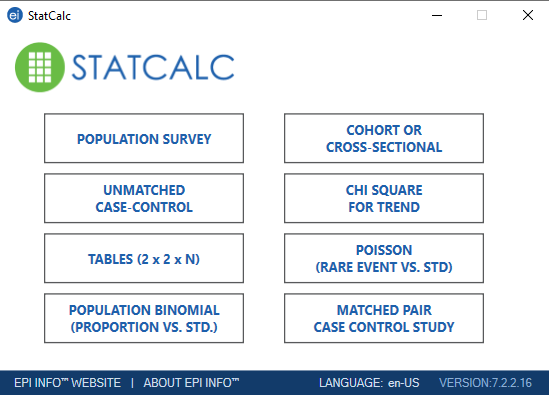 ei StatCalc
STATCALC
POPULATION SURVEY
COHORT OR
CROSS-SECTIONAL
UNMATCHED
CASE-CONTROL
CHI SQUARE
FOR TREND
TABLES (2 x 2 x N)
POISSON
(RARE EVENT VS. STD)
POPULATION BINOMIAL
(PROPORTION VS. STD.)
MATCHED PAIR
CASE CONTROL STUDY
EPI INFO™ WEBSITE | ABOUT EPI INFO™ LANGUAGE: en-US VERSION:7.2.2.16